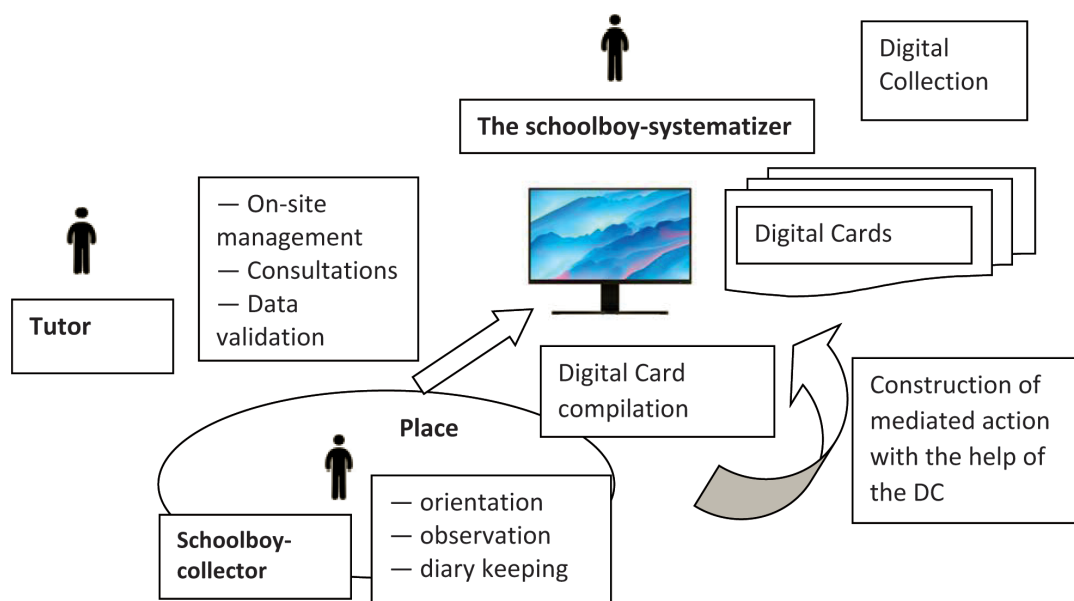 Digital
Collection
The schoolboy-systematizer
— On-site
management
— Consultations
— Data
validation
Digital Cards
Tutor
Digital Card
compilation
Construction of
mediated action
with the help of
the DC
Place
— orientation
— observation
— diary keeping
Schoolboy-
collector